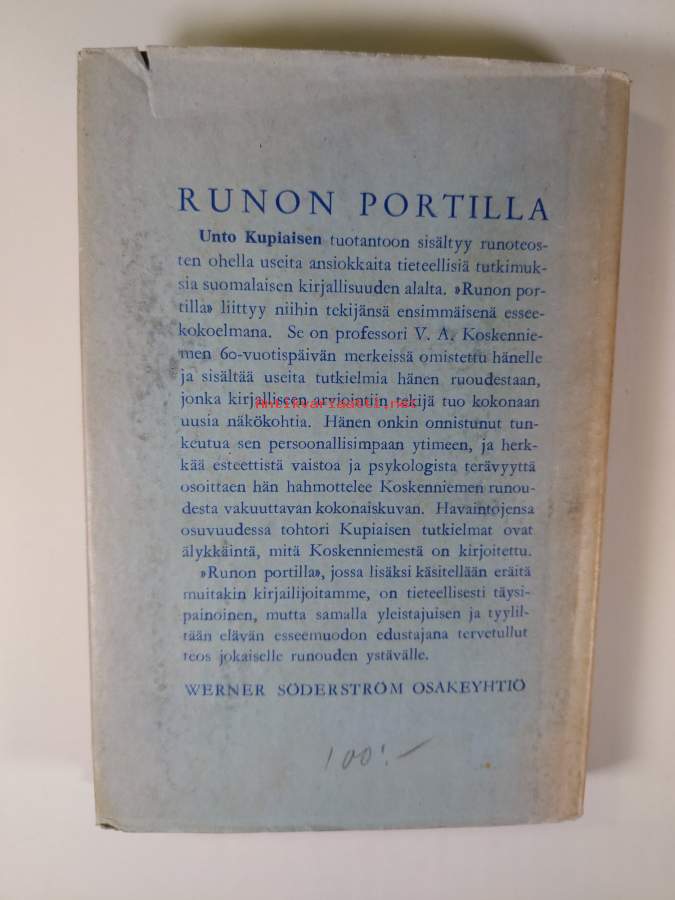 RUNON PORTILLA
Unto Kupiaisen tuotantoon sisältyy runoteos-
ten ohella useita ansiokkaita tieteellisiä tutkimuk-
sia suomalaisen kirjallisuuden alalta. »Runon por-
tilla» liittyy niihin tekijänsä ensimmäisenä essee-
kokoelmana. Se on professori V. A. Koskennie-
men 60-vuotispäivän merkeissä omistettu hänelle
ja sisältää useita tutkielmia hänen ruoudestaan,
jonka kirjalliseen arviointiin tekijä tuo kokonaan
Antikvariaatti.net
uusia näkökohtia. Hänen onkin onnistunut tun-
keutua sen persoonallisimpaan ytimeen, ja herk-
kää esteettistä vaistoa ja psykologista terävyyttä
osoittaen hän hahmottelee Koskenniemen runou-
desta vakuuttavan kokonaiskuvan. Havaintojensa
osuvuudessa tohtori Kupiaisen tutkielmat ovat
älykkäintä, mitä Koskenniemestä on kirjoitettu.
»Runon portilla», jossa lisäksi käsitellään eräitä
muitakin kirjailijoitamme, on tieteellisesti täysi-
painoinen, mutta samalla yleistajuisen ja tyylil-
tään elävän esseemuodon edustajana tervetullut
teos jokaiselle runouden ystävälle.
WERNER SÖDERSTRÖM OSAKEYHTIÖ
100:-